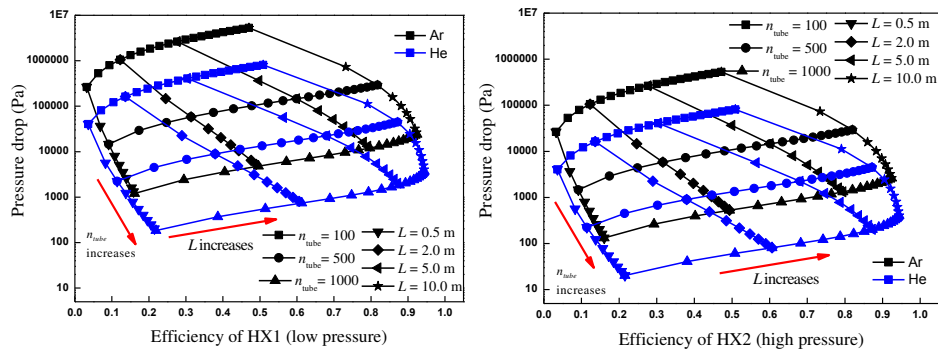 1E7
1000000
100000
10000
1000
100
10
Pressure drop (Pa)
0.0 0.1 0.2 0.3 0.4 0.5 0.6 0.7 0.8 0.9 1.0
Efficiency of HX1 (low pressure)
Ar
He
n_tube increases
L increases
n_tube = 100
n_tube = 500
n_tube = 1000
L = 0.5 m
L = 2.0 m
L = 5.0 m
L = 10.0 m
1E7
1000000
100000
10000
1000
100
10
Pressure drop (Pa)
0.0 0.1 0.2 0.3 0.4 0.5 0.6 0.7 0.8 0.9 1.0
Efficiency of HX2 (high pressure)
n_tube = 100
n_tube = 500
n_tube = 1000
L = 0.5 m
L = 2.0 m
L = 5.0 m
L = 10.0 m
n_tube
increases
L increases
Ar
He